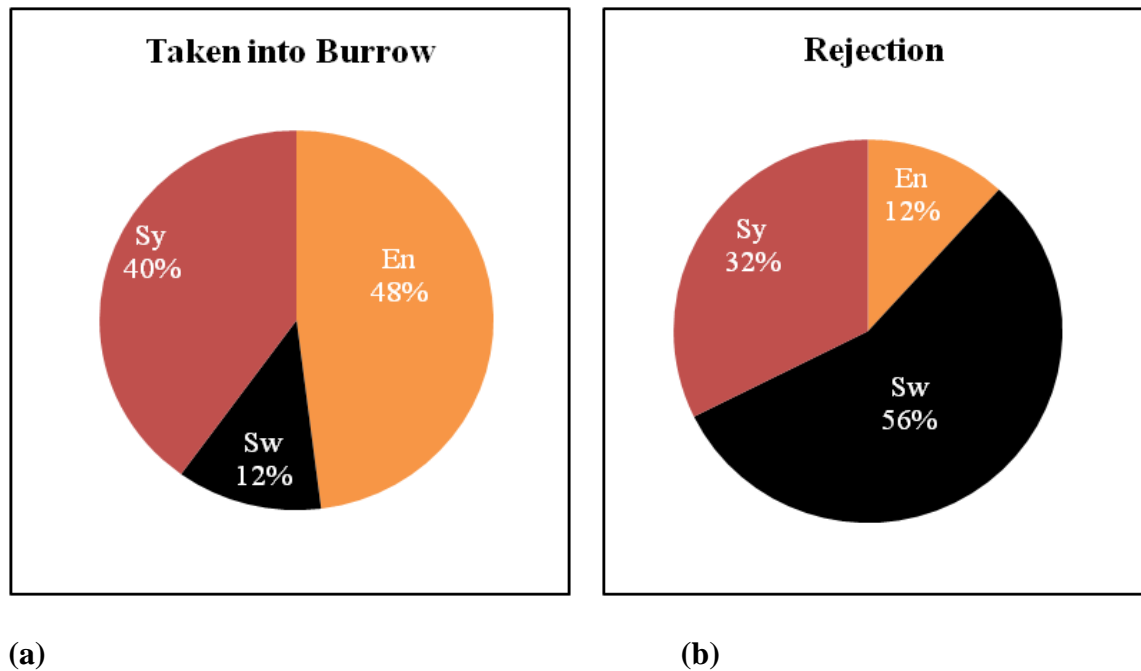 Taken into Burrow
Sy
40%
En
48%
Sw
12%
(a)
Rejection
En
12%
Sy
32%
Sw
56%
(b)